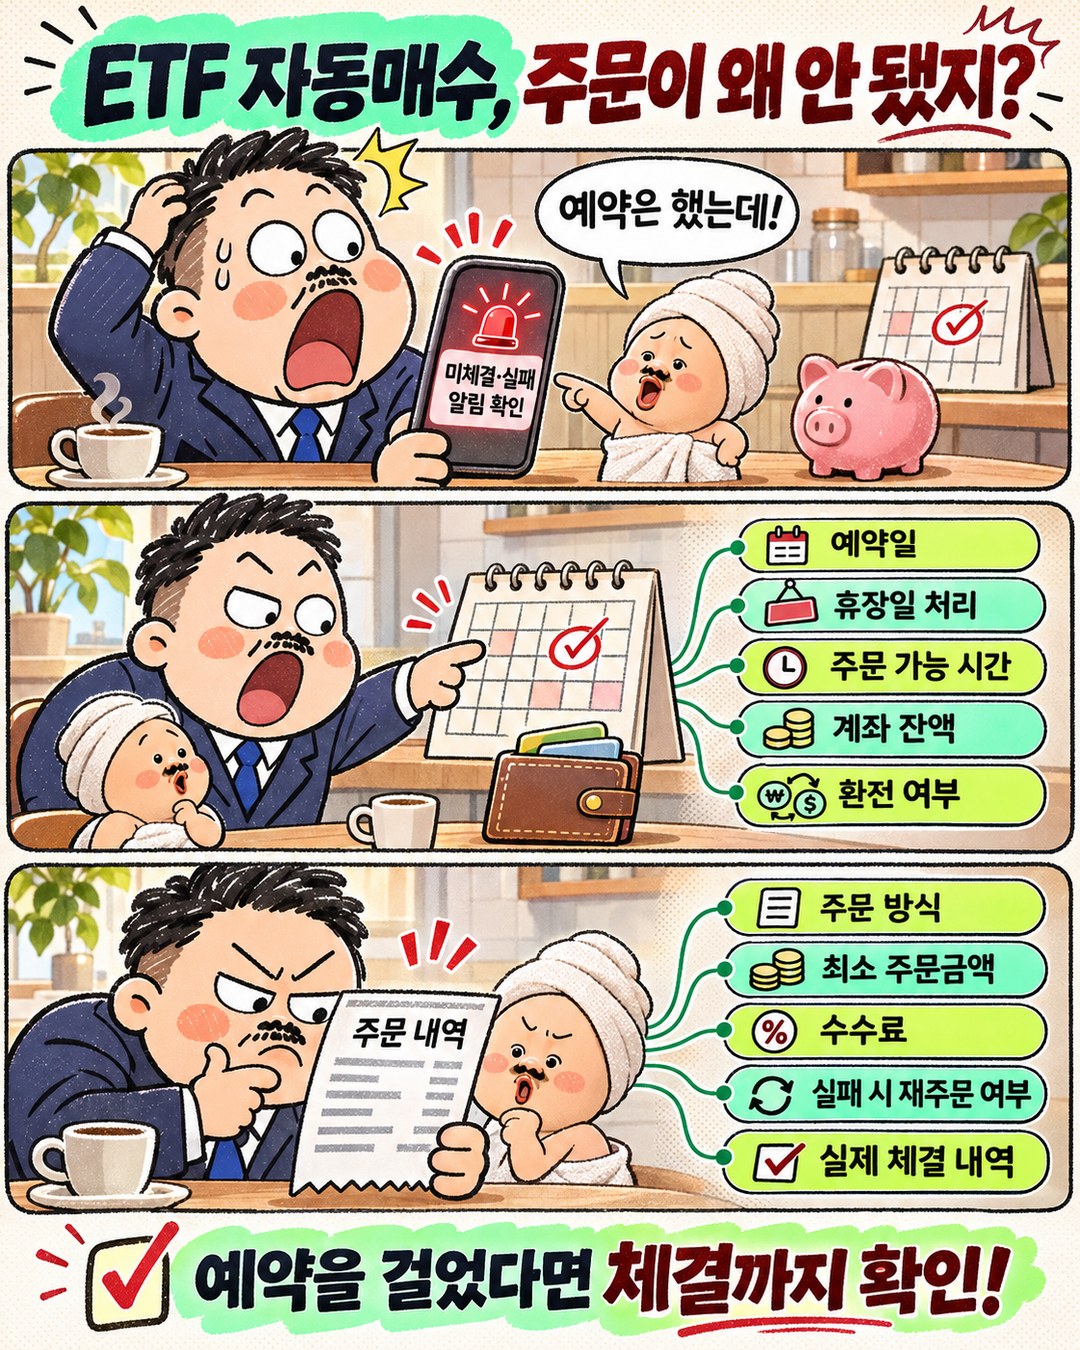 ETF 자동매수, 주문이 왜 안 됐지?
예약은 했는데!
미체결·실패
알림 확인
예약일
휴장일 처리
주문 가능 시간
계좌 잔액
₩ $ 환전 여부
주문 방식
최소 주문금액
% 수수료
실패 시 재주문 여부
실제 체결 내역
주문 내역
예약을 걸었다면 체결까지 확인!